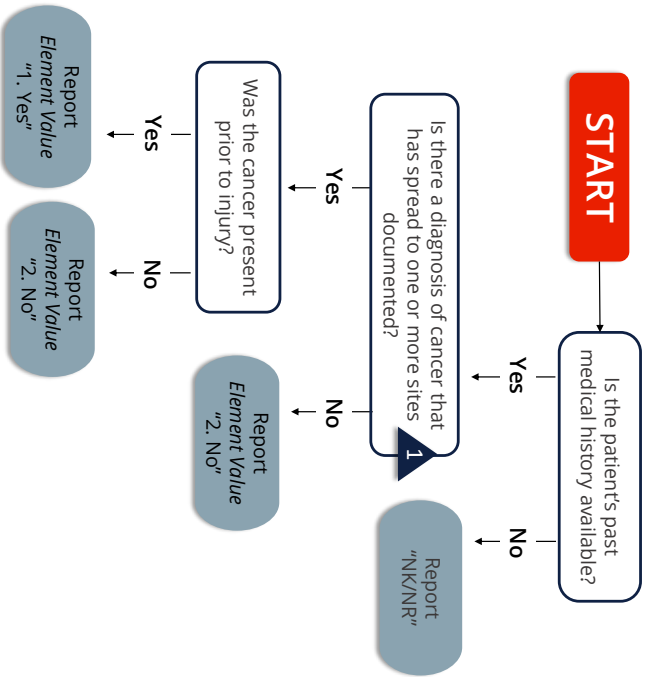 START
Is the patient's past
medical history available?
Yes
No
Report
"NK/NR"
Is there a diagnosis of cancer that
has spread to one or more sites
documented?
1
Yes
No
Report
Element Value
"2. No"
Was the cancer present
prior to injury?
Yes
No
Report
Element Value
"1. Yes"
Report
Element Value
"2. No"